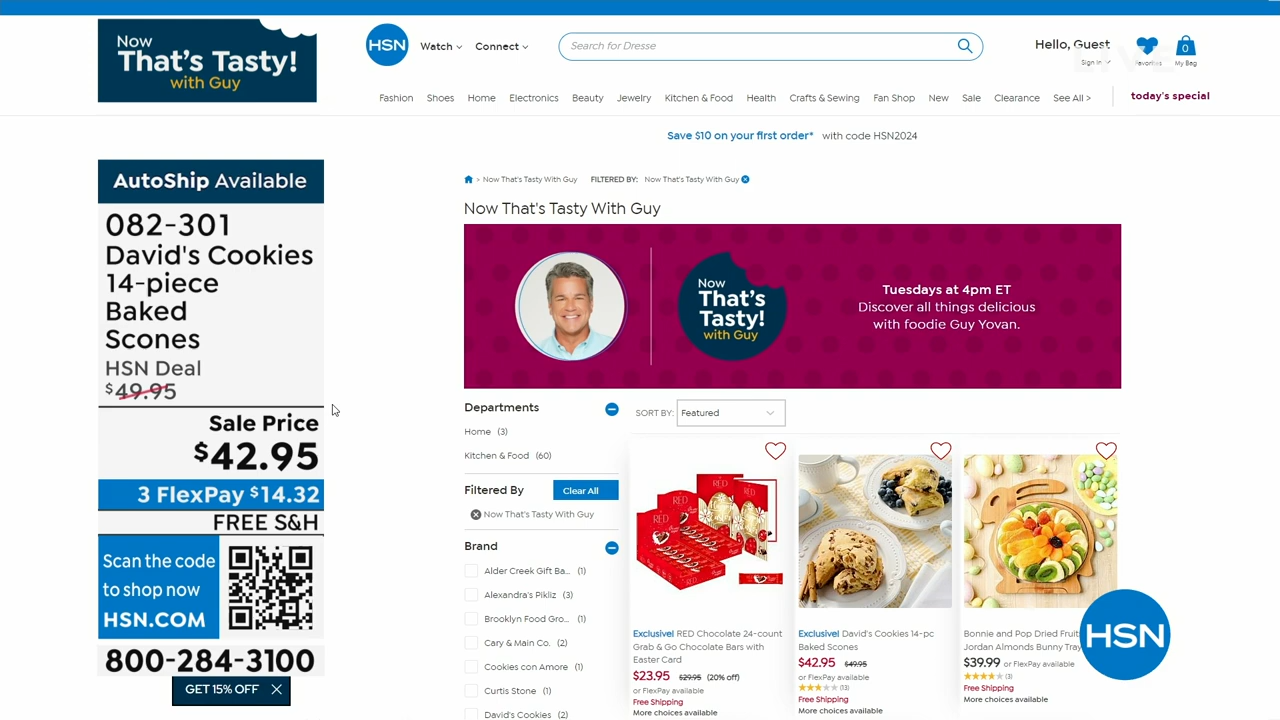 Now
That's Tasty!
with Guy
HSN
Watch
Connect
Search for Dresse
Hello, Guest
Sign In
Favorites
0
My Bag
Fashion
Shoes
Home
Electronics
Beauty
Jewelry
Kitchen & Food
Health
Crafts & Sewing
Fan Shop
New
Sale
Clearance
See All >
today's special
Save $10 on your first order* with code HSN2024
AutoShip Available
082-301
David's Cookies
14-piece
Baked
Scones
HSN Deal
$49.95
Sale Price
$42.95
3 FlexPay $14.32
FREE S&H
Scan the code
to shop now
HSN.COM
800-284-3100
GET 15% OFF
> Now That's Tasty With Guy FILTERED BY: Now That's Tasty With Guy
Now That's Tasty With Guy
Now
That's
Tasty!
with Guy
Tuesdays at 4pm ET
Discover all things delicious
with foodie Guy Yovan.
Departments
Home (3)
Kitchen & Food (60)
Filtered By
Clear All
Now That's Tasty With Guy
Brand
Alder Creek Gift Ba... (1)
Alexandra's Pikliz (3)
Brooklyn Food Gro... (1)
Cary & Main Co. (2)
Cookies con Amore (1)
Curtis Stone (1)
David's Cookies (2)
SORT BY: Featured
RED
RED
RED
Exclusive! RED Chocolate 24-count
Grab & Go Chocolate Bars with
Easter Card
$23.95 $29.95 (20% off)
or FlexPay available
Free Shipping
More choices available
Exclusive! David's Cookies 14-pc
Baked Scones
$42.95 $49.95
or FlexPay available
(13)
Free Shipping
More choices available
Bonnie and Pop Dried Fruit
Jordan Almonds Bunny Tray
$39.99 or FlexPay available
(3)
Free Shipping
More choices available
HSN